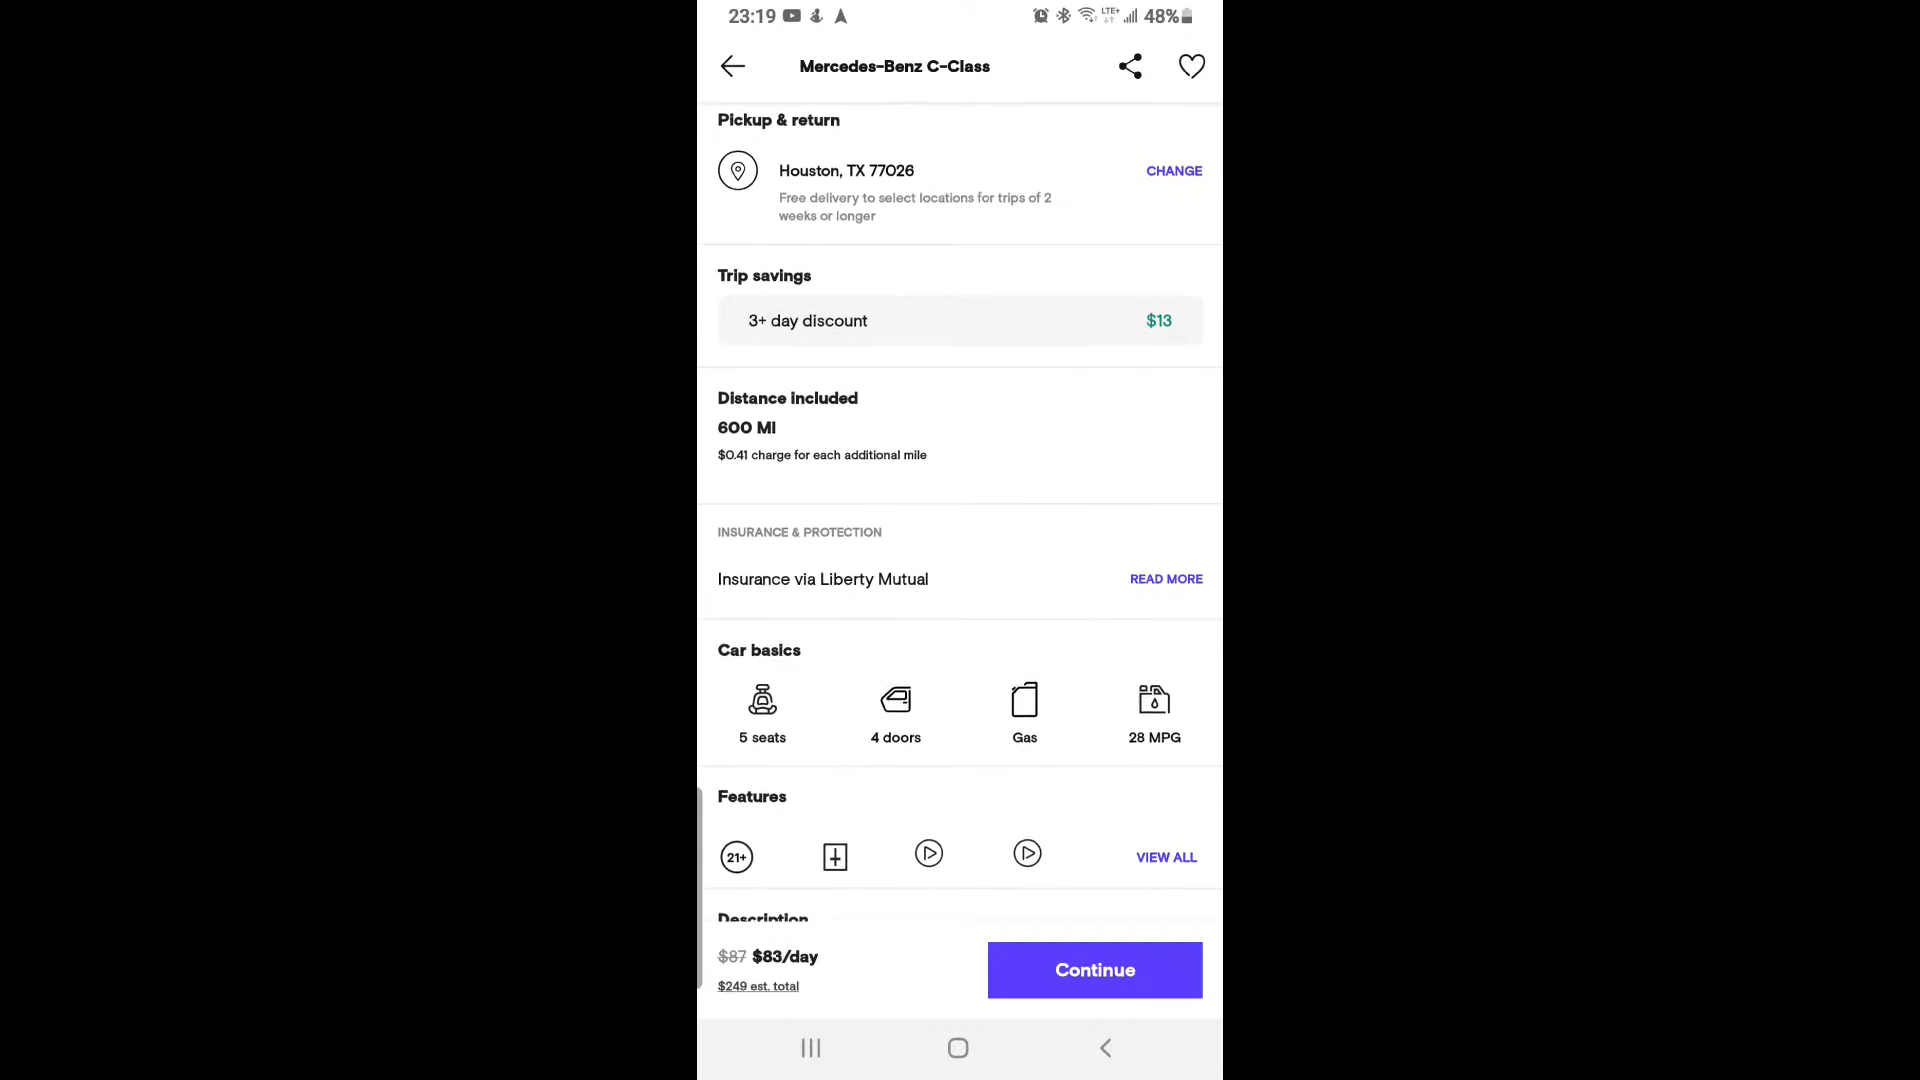 23:19
LTE+
48%
Mercedes-Benz C-Class
Pickup & return
Houston, TX 77026
CHANGE
Free delivery to select locations for trips of 2
weeks or longer
Trip savings
3+ day discount
$13
Distance included
600 MI
$0.41 charge for each additional mile
INSURANCE & PROTECTION
Insurance via Liberty Mutual
READ MORE
Car basics
5 seats
4 doors
Gas
28 MPG
Features
21+
VIEW ALL
Description
$87 $83/day
$249 est. total
Continue